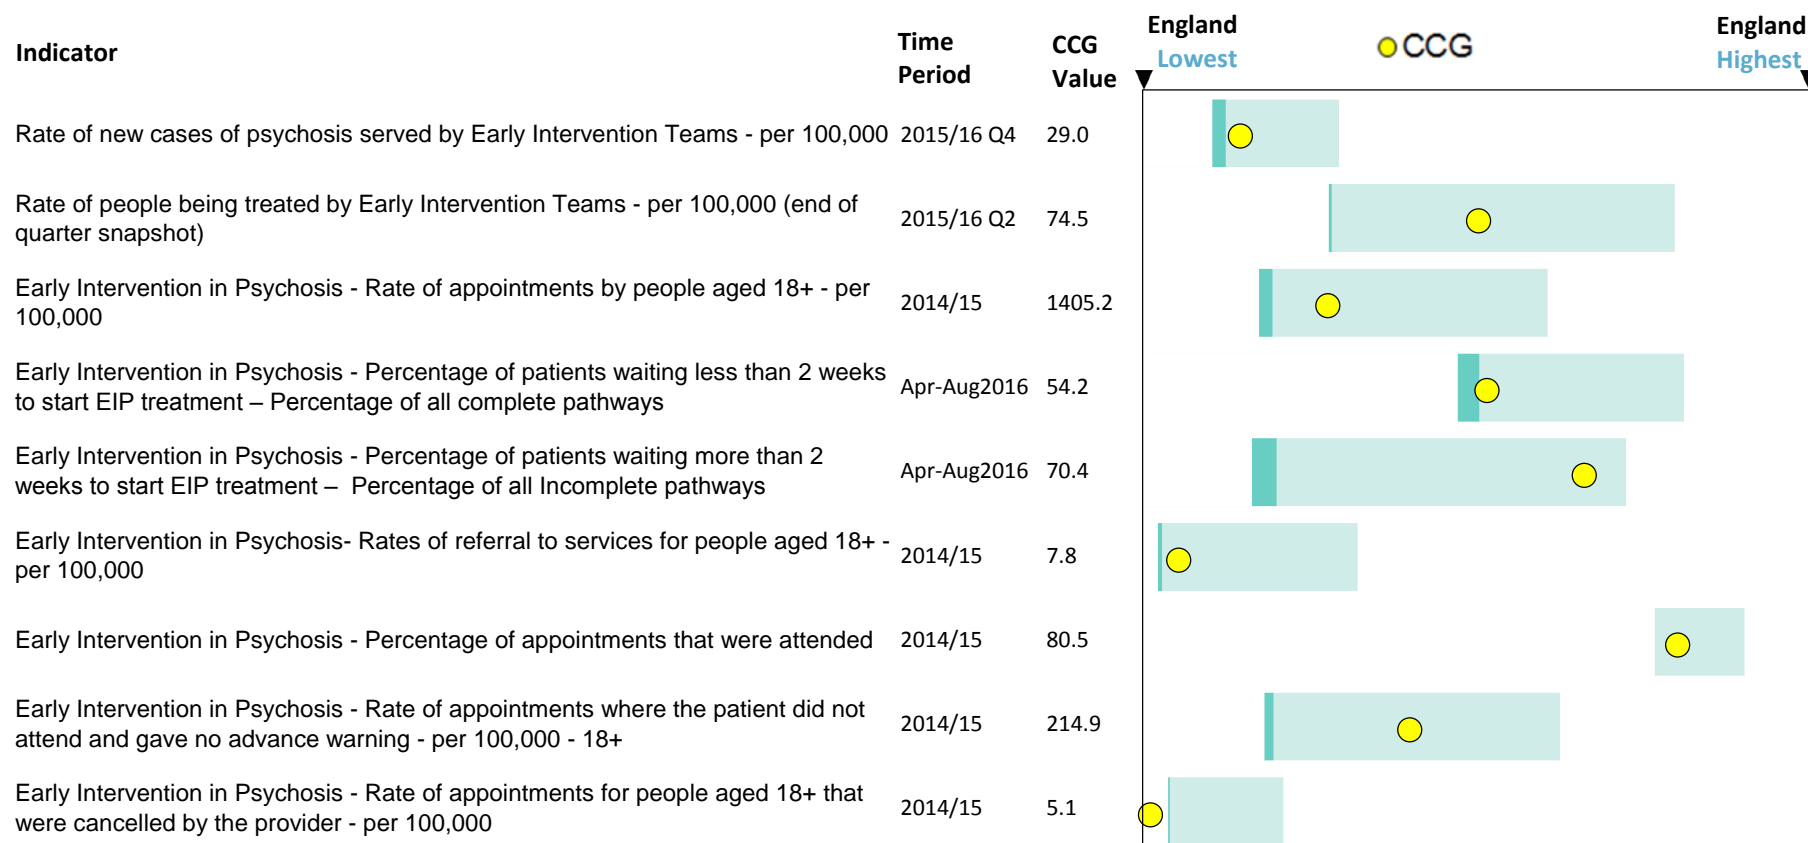 Indicator
Time Period
CCG Value
England Lowest
CCG
England Highest
Rate of new cases of psychosis served by Early Intervention Teams - per 100,000 2015/16 Q4 29.0
Rate of people being treated by Early Intervention Teams - per 100,000 (end of
quarter snapshot) 2015/16 Q2 74.5
Early Intervention in Psychosis - Rate of appointments by people aged 18+ - per
100,000 2014/15 1405.2
Early Intervention in Psychosis - Percentage of patients waiting less than 2 weeks
to start EIP treatment – Percentage of all complete pathways Apr-Aug2016 54.2
Early Intervention in Psychosis - Percentage of patients waiting more than 2
weeks to start EIP treatment – Percentage of all Incomplete pathways Apr-Aug2016 70.4
Early Intervention in Psychosis- Rates of referral to services for people aged 18+ -
per 100,000 2014/15 7.8
Early Intervention in Psychosis - Percentage of appointments that were attended 2014/15 80.5
Early Intervention in Psychosis - Rate of appointments where the patient did not
attend and gave no advance warning - per 100,000 - 18+ 2014/15 214.9
Early Intervention in Psychosis - Rate of appointments for people aged 18+ that
were cancelled by the provider - per 100,000 2014/15 5.1